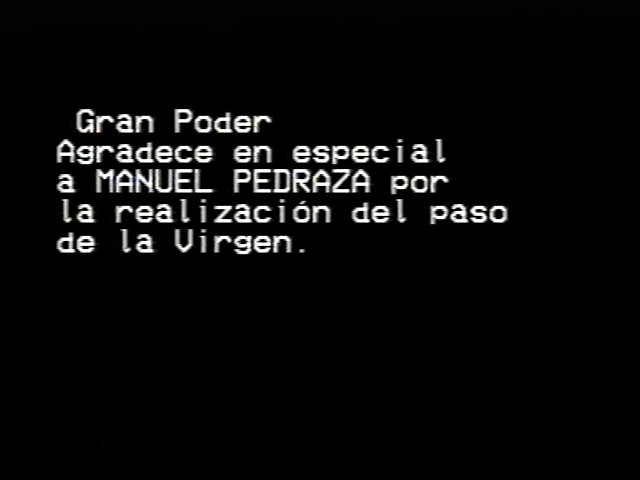 Gran Poder
Agradece en especial
a MANUEL PEDRAZA por
la realización del paso
de la Virgen.